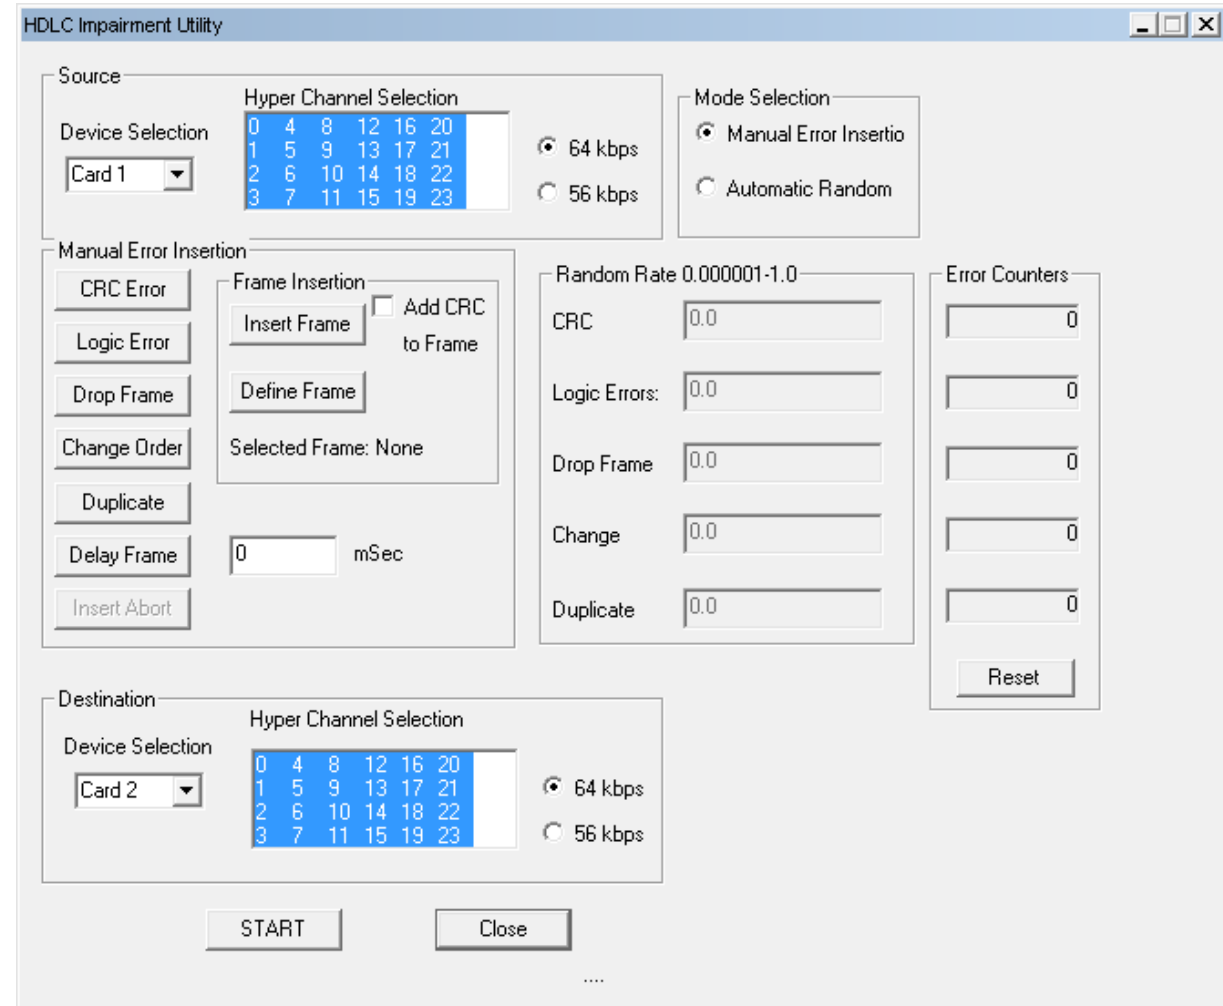 HDLC Impairment Utility
Source
Hyper Channel Selection
Device Selection
Card 1
0 4 8 12 16 20
1 5 9 13 17 21
2 6 10 14 18 22
3 7 11 15 19 23
64 kbps
56 kbps
Mode Selection
Manual Error Insertio
Automatic Random
Manual Error Insertion
CRC Error
Logic Error
Drop Frame
Change Order
Duplicate
Delay Frame
Insert Abort
Frame Insertion
Insert Frame
Add CRC
to Frame
Define Frame
Selected Frame: None
0 mSec
Random Rate 0.000001-1.0
CRC 0.0
Logic Errors: 0.0
Drop Frame 0.0
Change 0.0
Duplicate 0.0
Error Counters
0
0
0
0
0
Reset
Destination
Hyper Channel Selection
Device Selection
Card 2
0 4 8 12 16 20
1 5 9 13 17 21
2 6 10 14 18 22
3 7 11 15 19 23
64 kbps
56 kbps
START
Close
....